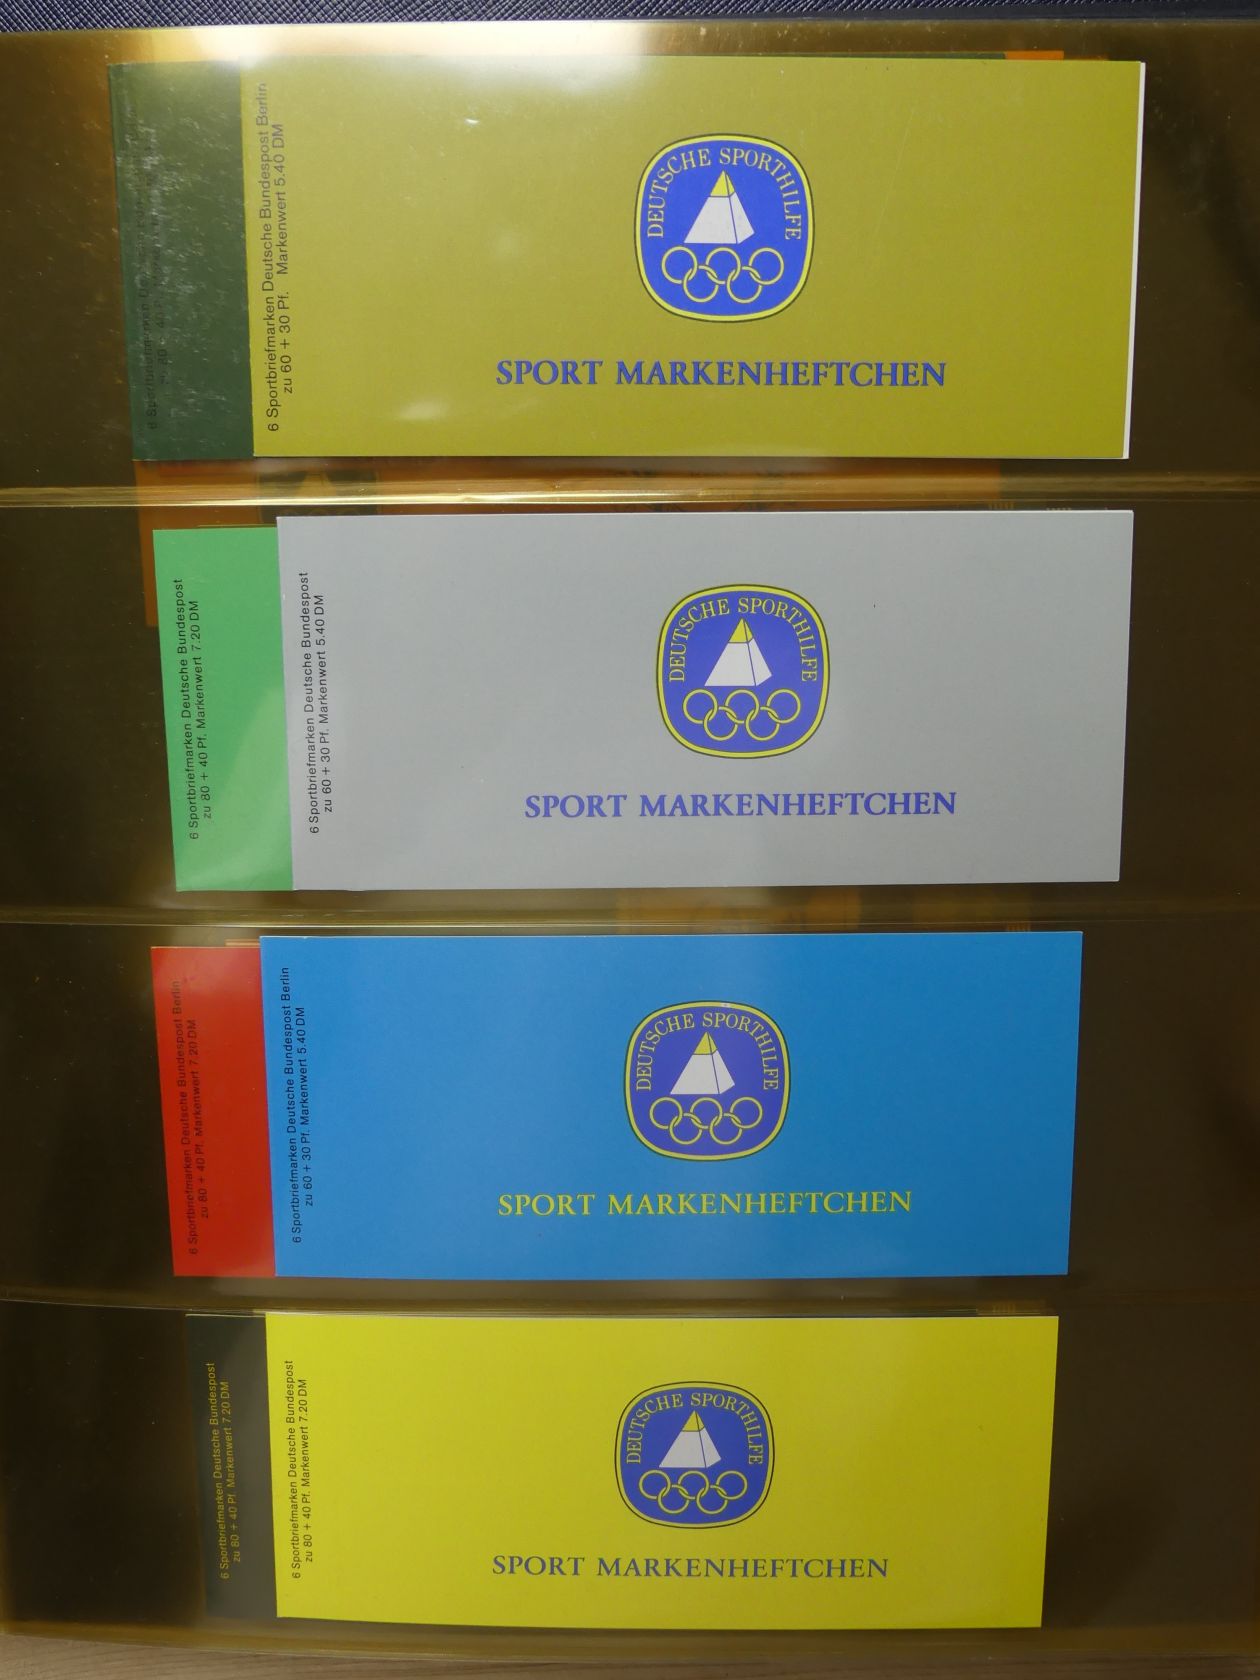 6 Sportbriefmarken Deutsche Bundespost Berlin
zu 60 + 30 Pf. Markenwert 5.40 DM
DEUTSCHE SPORTHILFE
SPORT MARKENHEFTCHEN
6 Sportbriefmarken Deutsche Bundespost
zu 80 + 40 Pf. Markenwert 7.20 DM
6 Sportbriefmarken Deutsche Bundespost
zu 60 + 30 Pf. Markenwert 5.40 DM
DEUTSCHE SPORTHILFE
SPORT MARKENHEFTCHEN
6 Sportbriefmarken Deutsche Bundespost Berlin
zu 80 + 40 Pf. Markenwert 7.20 DM
6 Sportbriefmarken Deutsche Bundespost Berlin
zu 60 + 30 Pf. Markenwert 5.40 DM
DEUTSCHE SPORTHILFE
SPORT MARKENHEFTCHEN
6 Sportbriefmarken Deutsche Bundespost
zu 80 + 40 Pf. Markenwert 7.20 DM
6 Sportbriefmarken Deutsche Bundespost
zu 80 + 40 Pf. Markenwert 7.20 DM
DEUTSCHE SPORTHILFE
SPORT MARKENHEFTCHEN